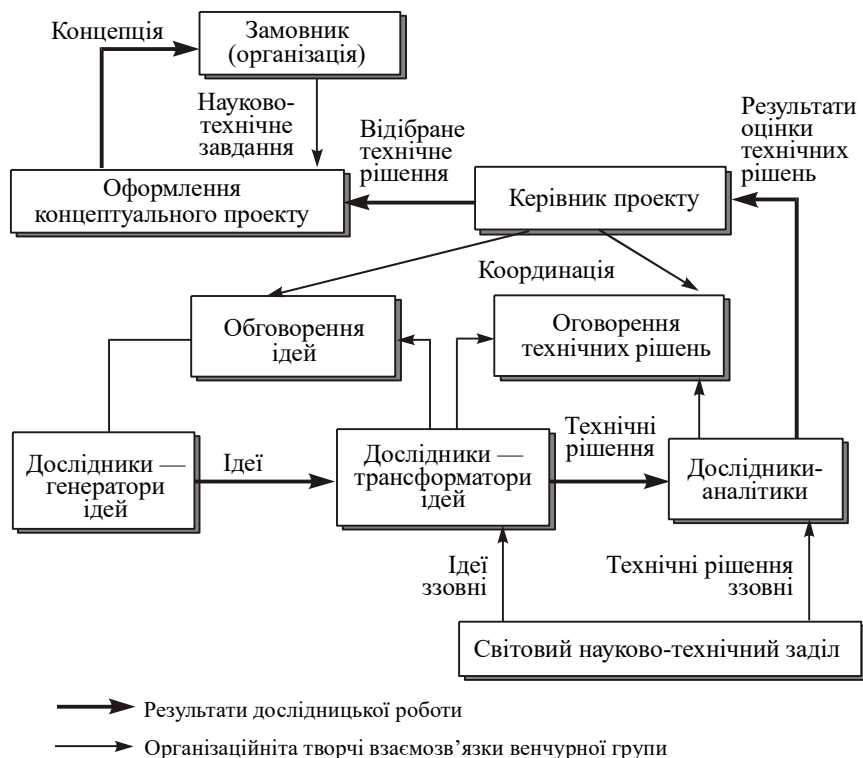 Концепція
Замовник
(організація)
Науково-
технічне
завдання
Відібране
технічне
рішення
Результати
оцінки
технічних
рішень
Оформлення
концептуального проекту
Керівник проекту
Координація
Обговорення
ідей
Оговорення
технічних рішень
Дослідники —
генератори
ідей
Ідеї
Дослідники —
трансформатори
ідей
Технічні
рішення
Дослідники-
аналітики
Ідеї
ззовні
Технічні рішення
ззовні
Світовий науково-технічний заділ
Результати дослідницької роботи
Організаційніта творчі взаємозв’язки венчурної групи